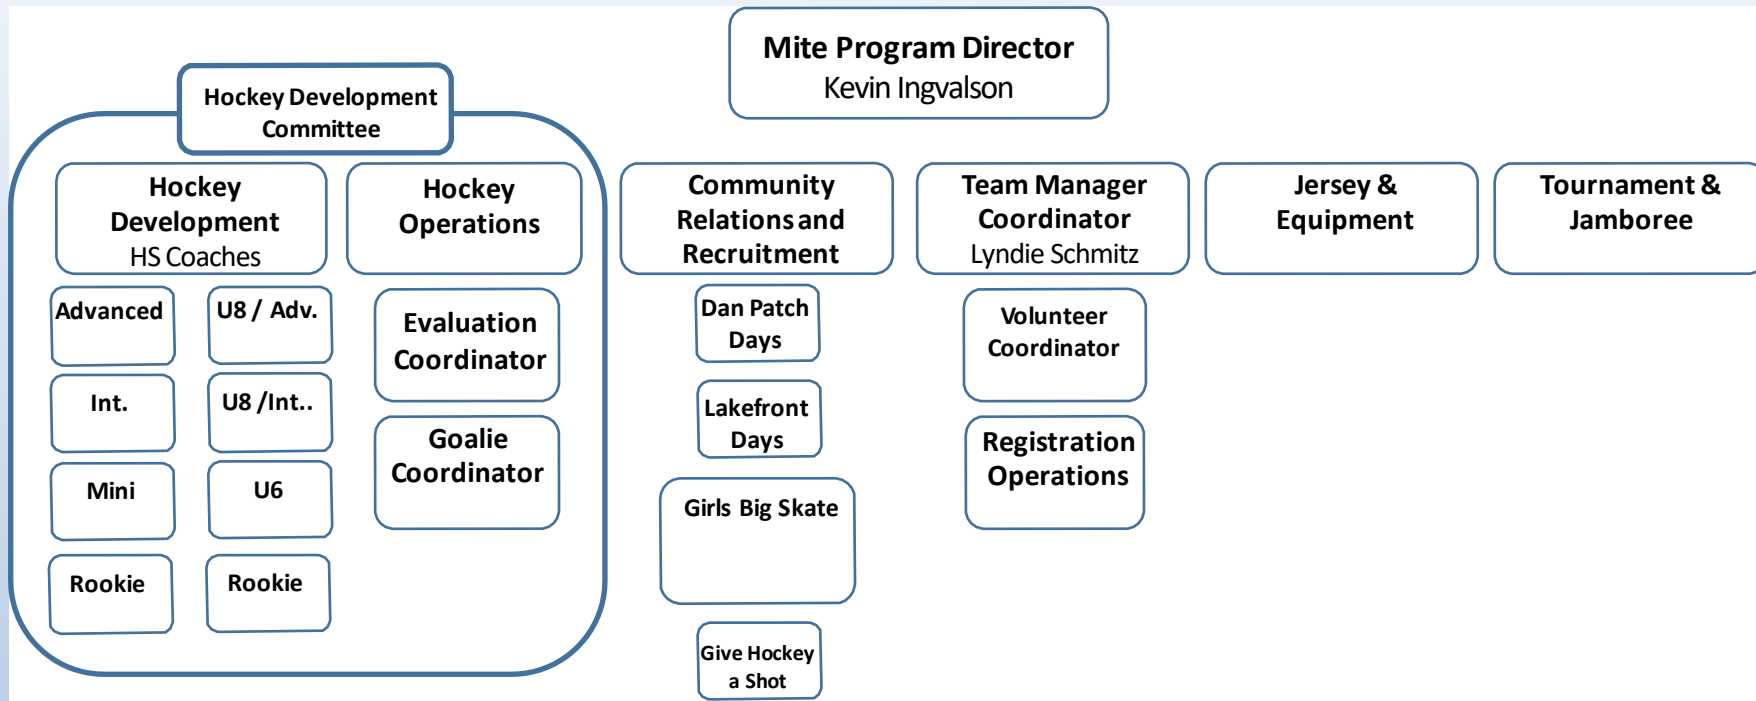 Mite Program Director
Kevin Ingvalson
Hockey Development
Committee
Hockey
Development
HS Coaches
Advanced
U8 / Adv.
Int.
U8 /Int..
Mini
U6
Rookie
Rookie
Hockey
Operations
Evaluation
Coordinator
Goalie
Coordinator
Community
Relations and
Recruitment
Dan Patch
Days
Lakefront
Days
Girls Big Skate
Give Hockey
a Shot
Team Manager
Coordinator
Lyndie Schmitz
Volunteer
Coordinator
Registration
Operations
Jersey &
Equipment
Tournament &
Jamboree